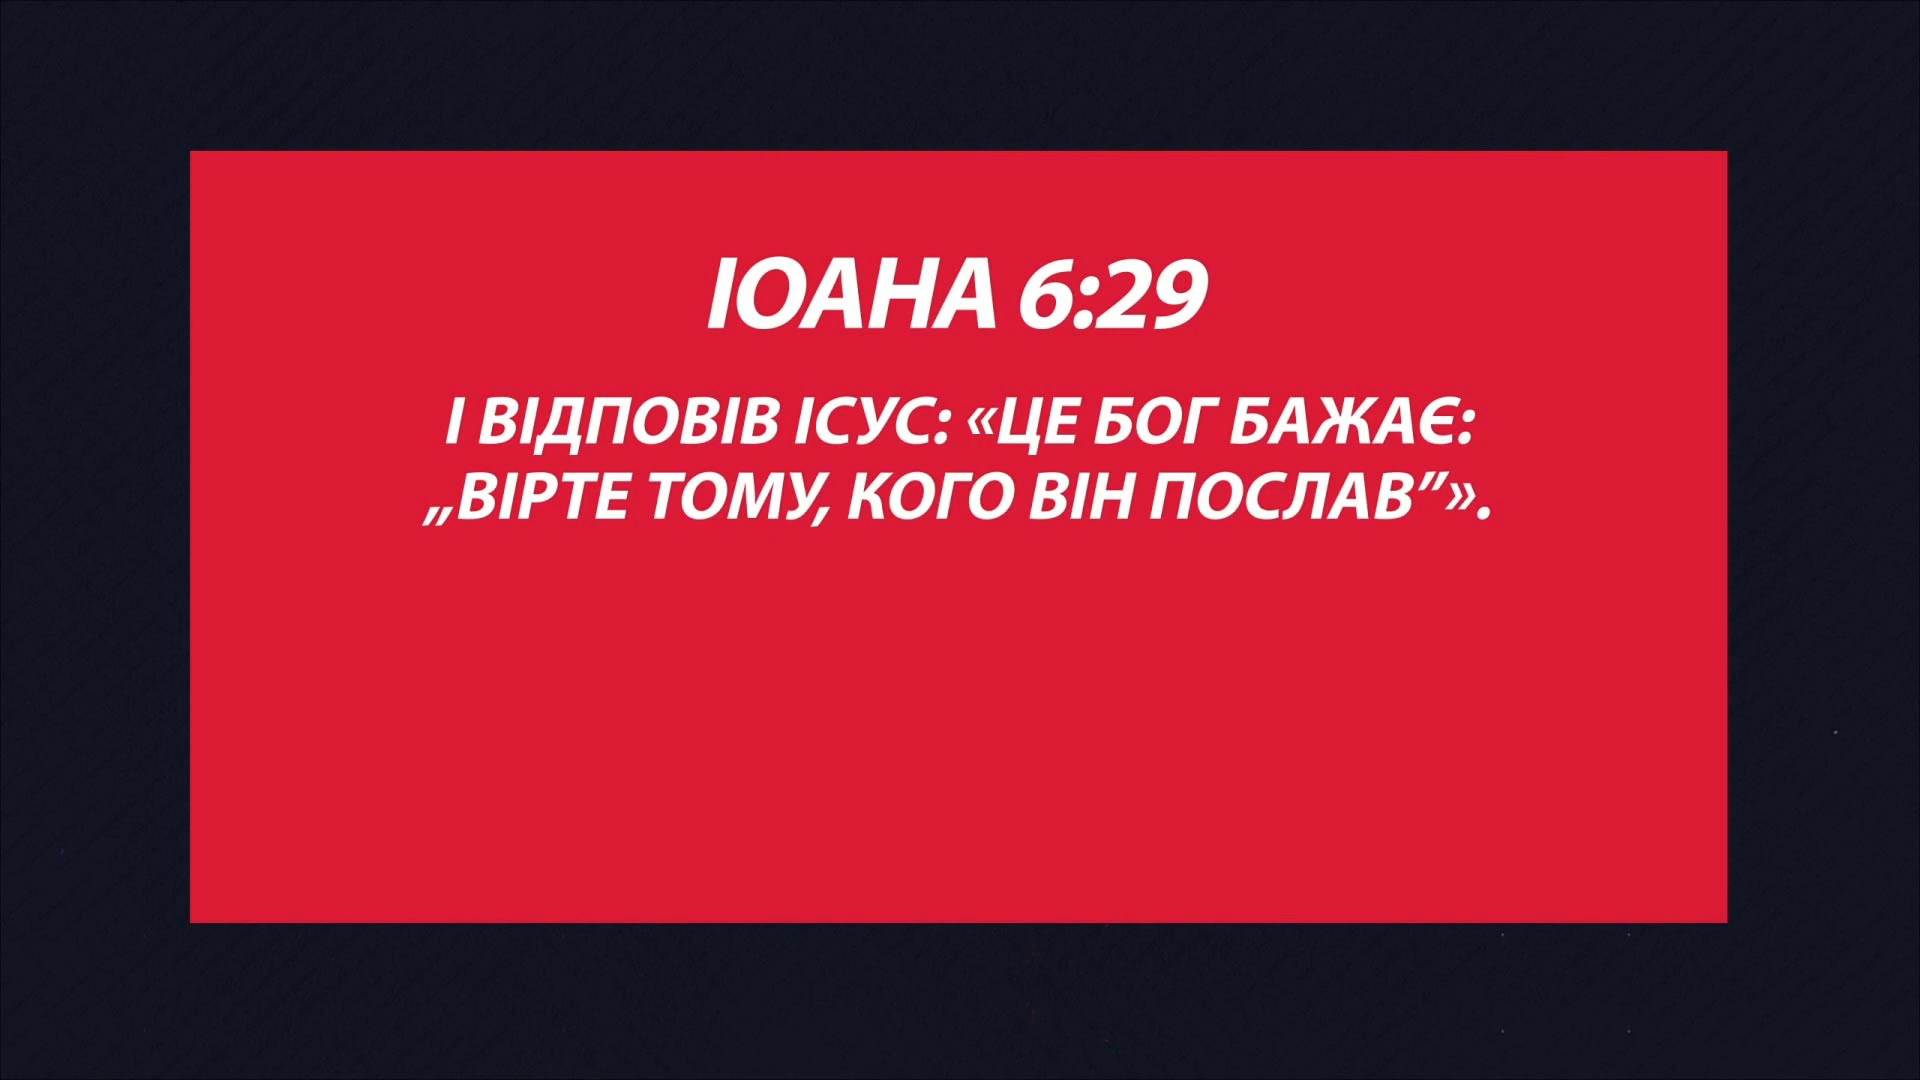 ІОАНА 6:29
І ВІДПОВІВ ІСУС: «ЦЕ БОГ БАЖАЄ:
„ВІРТЕ ТОМУ, КОГО ВІН ПОСЛАВ”».